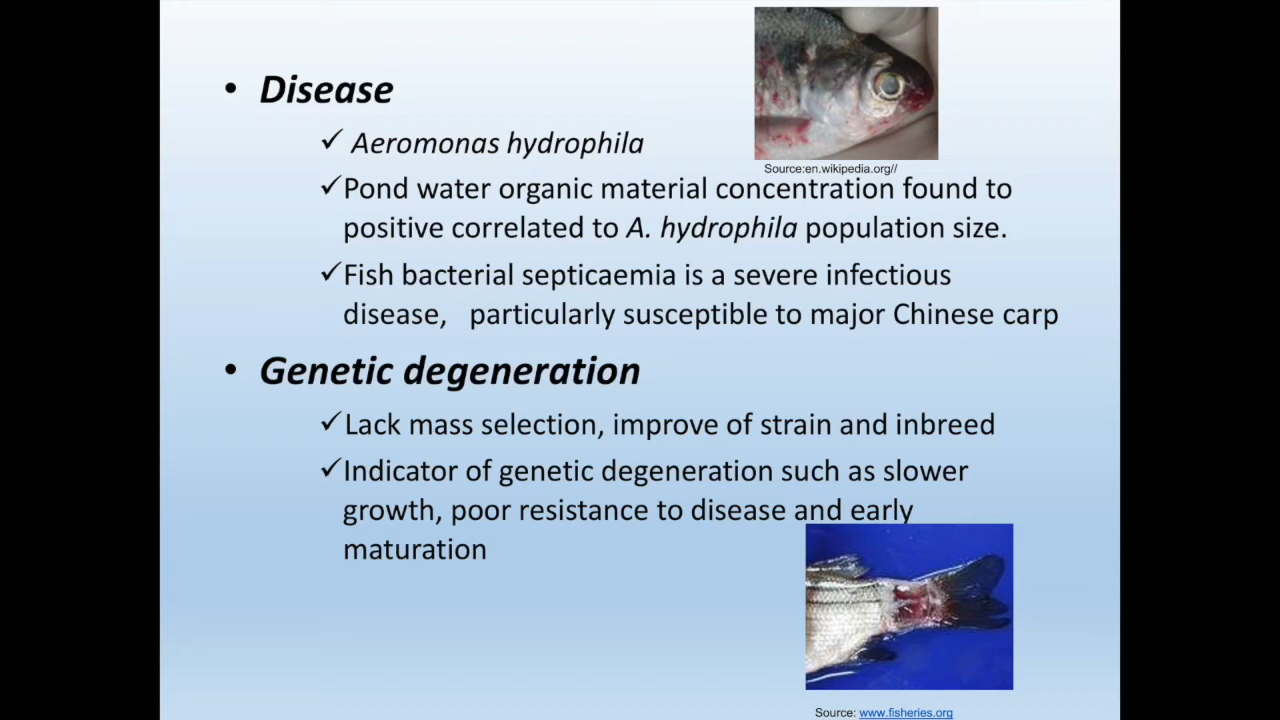 • Disease
✓ Aeromonas hydrophila
Source:en.wikipedia.org//
✓Pond water organic material concentration found to
positive correlated to A. hydrophila population size.
✓Fish bacterial septicaemia is a severe infectious
disease, particularly susceptible to major Chinese carp
• Genetic degeneration
✓Lack mass selection, improve of strain and inbreed
✓Indicator of genetic degeneration such as slower
growth, poor resistance to disease and early
maturation
Source: www.fisheries.org